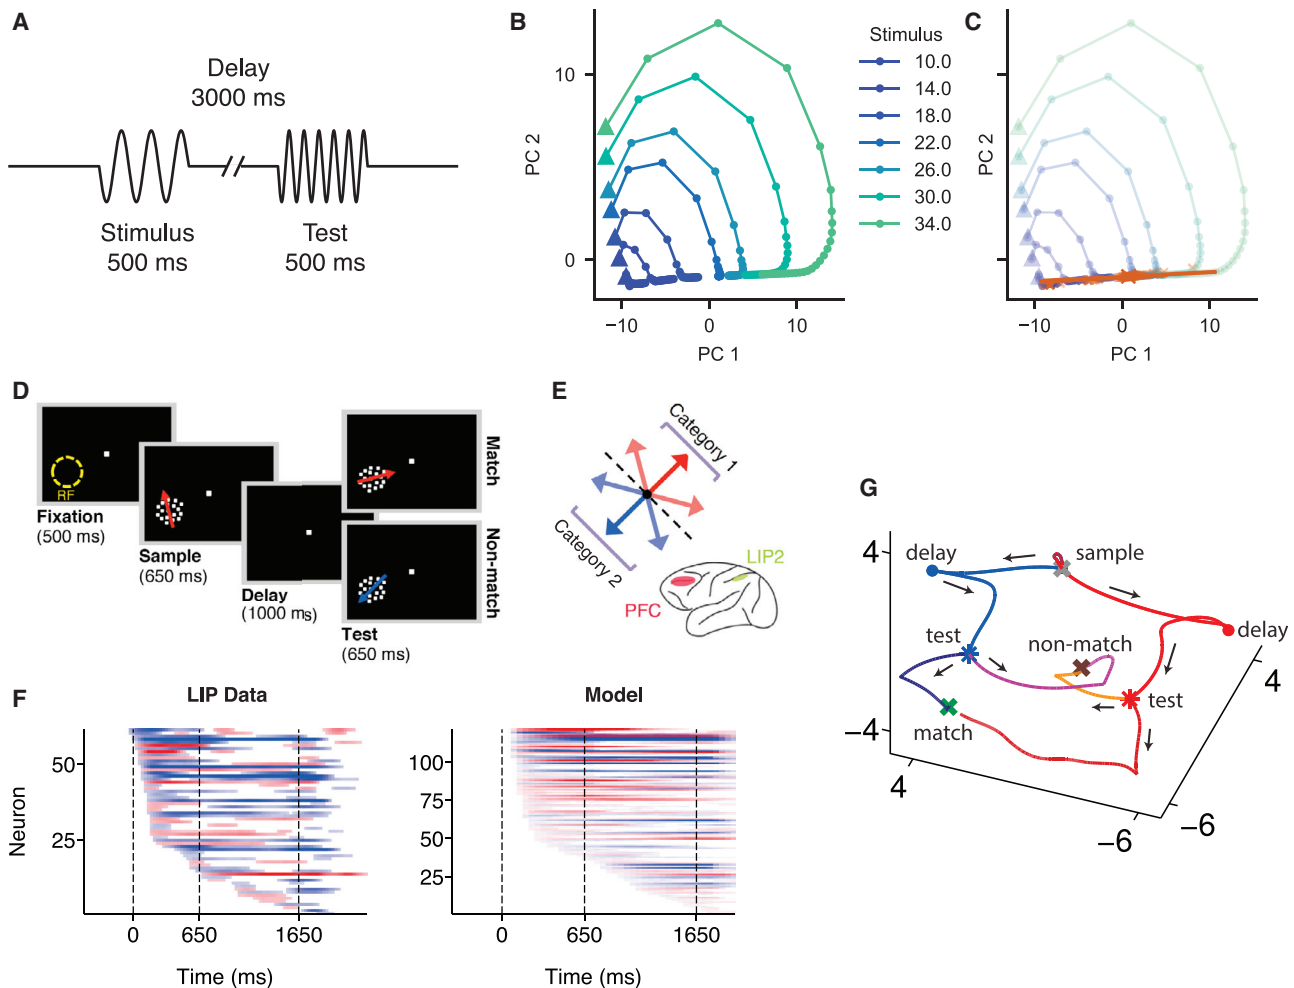 A
Delay
3000 ms
Stimulus
500 ms
Test
500 ms
B
PC 2
10
0
−10
0
10
PC 1
Stimulus
10.0
14.0
18.0
22.0
26.0
30.0
34.0
C
PC 2
−10
0
10
PC 1
D
RF
Fixation
(500 ms)
Sample
(650 ms)
Delay
(1000 ms)
Test
(650 ms)
Match
Non-match
E
Category 1
Category 2
LIP2
PFC
F
LIP Data
Neuron
50
25
0
650
1650
Time (ms)
Model
100
75
50
25
0
650
1650
Time (ms)
G
4
−4
delay
sample
delay
test
non-match
test
match
4
−6
−6
4